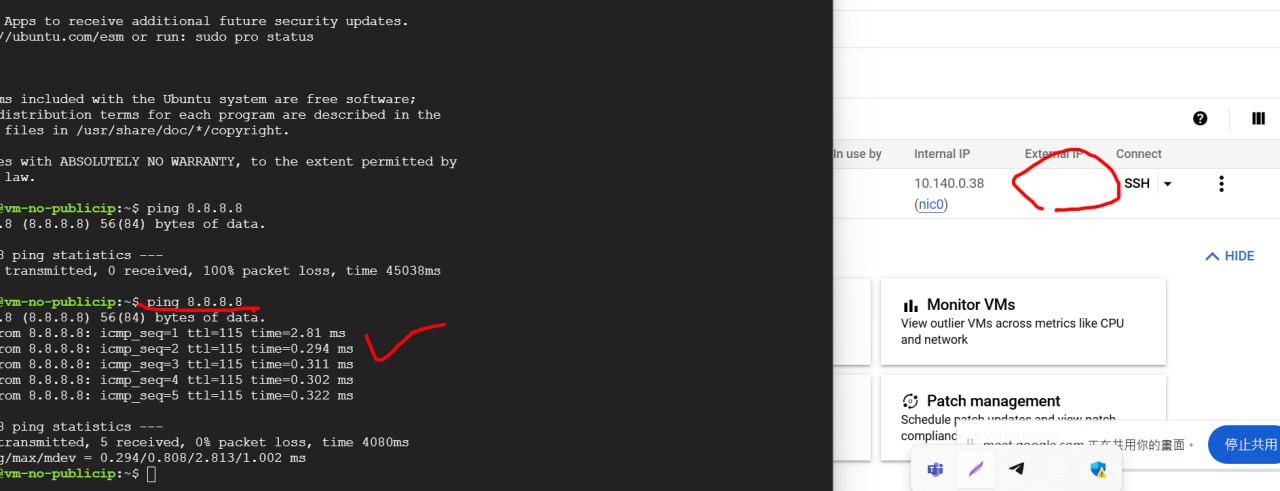 Apps to receive additional future security updates.
//ubuntu.com/esm or run: sudo pro status
ms included with the Ubuntu system are free software;
distribution terms for each program are described in the
files in /usr/share/doc/*/copyright.
es with ABSOLUTELY NO WARRANTY, to the extent permitted by
law.
@vm-no-publicip:~$ ping 8.8.8.8
.8 (8.8.8.8) 56(84) bytes of data.
8 ping statistics ---
transmitted, 0 received, 100% packet loss, time 45038ms
@vm-no-publicip:~$ ping 8.8.8.8
.8 (8.8.8.8) 56(84) bytes of data.
rom 8.8.8.8: icmp_seq=1 ttl=115 time=2.81 ms
rom 8.8.8.8: icmp_seq=2 ttl=115 time=0.294 ms
rom 8.8.8.8: icmp_seq=3 ttl=115 time=0.311 ms
rom 8.8.8.8: icmp_seq=4 ttl=115 time=0.302 ms
rom 8.8.8.8: icmp_seq=5 ttl=115 time=0.322 ms
8 ping statistics ---
transmitted, 5 received, 0% packet loss, time 4080ms
g/max/mdev = 0.294/0.808/2.813/1.002 ms
@vm-no-publicip:~$
In use by Internal IP External IP Connect
10.140.0.38 SSH
(nic0)
HIDE
Monitor VMs
View outlier VMs across metrics like CPU
and network
Patch management
Schedule patch updates and view patch
complianc
meet.google.com 正在共用你的畫面。
停止共用